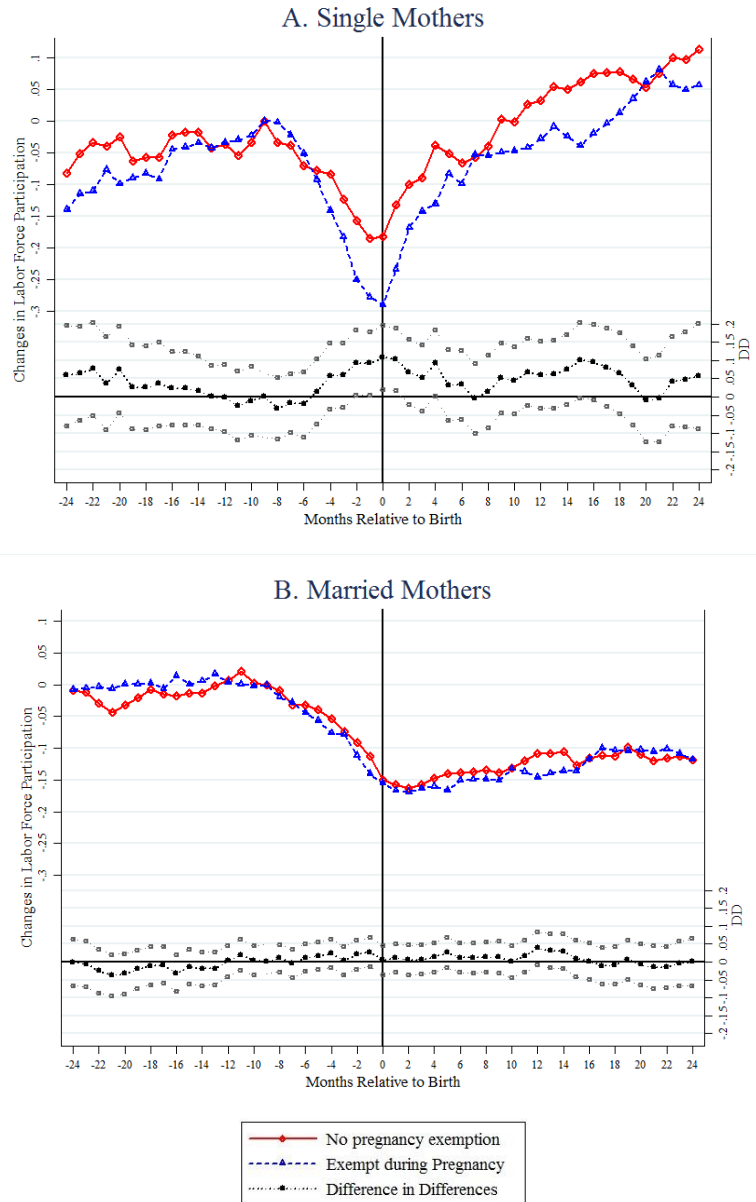 A. Single Mothers
Changes in Labor Force Participation
.1
.05
0
-.05
-.1
-.15
-.2
-.25
-.3
.2
.15
.1
.05
0
-.05
-.1
-.15
-.2
DD
-24 -22 -20 -18 -16 -14 -12 -10 -8 -6 -4 -2 0 2 4 6 8 10 12 14 16 18 20 22 24
Months Relative to Birth
B. Married Mothers
Changes in Labor Force Participation
.1
.05
0
-.05
-.1
-.15
-.2
-.25
-.3
.2
.15
.1
.05
0
-.05
-.1
-.15
-.2
DD
-24 -22 -20 -18 -16 -14 -12 -10 -8 -6 -4 -2 0 2 4 6 8 10 12 14 16 18 20 22 24
Months Relative to Birth
No pregnancy exemption
Exempt during Pregnancy
Difference in Differences